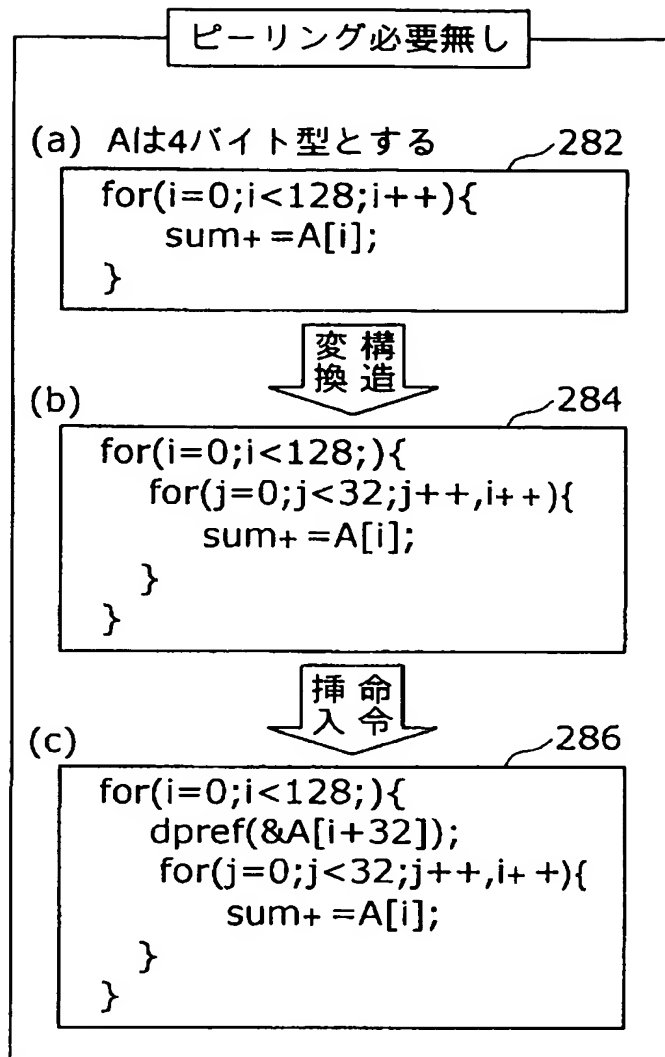 ピーリング必要無し
(a) Aは4バイト型とする
282
for(i=0;i<128;i++){
sum+=A[i];
}
構造変換
(b)
284
for(i=0;i<128;){
for(j=0;j<32;j++,i++){
sum+=A[i];
}
}
命令挿入
(c)
286
for(i=0;i<128;){
dpref(&A[i+32]);
for(j=0;j<32;j++,i++){
sum+=A[i];
}
}